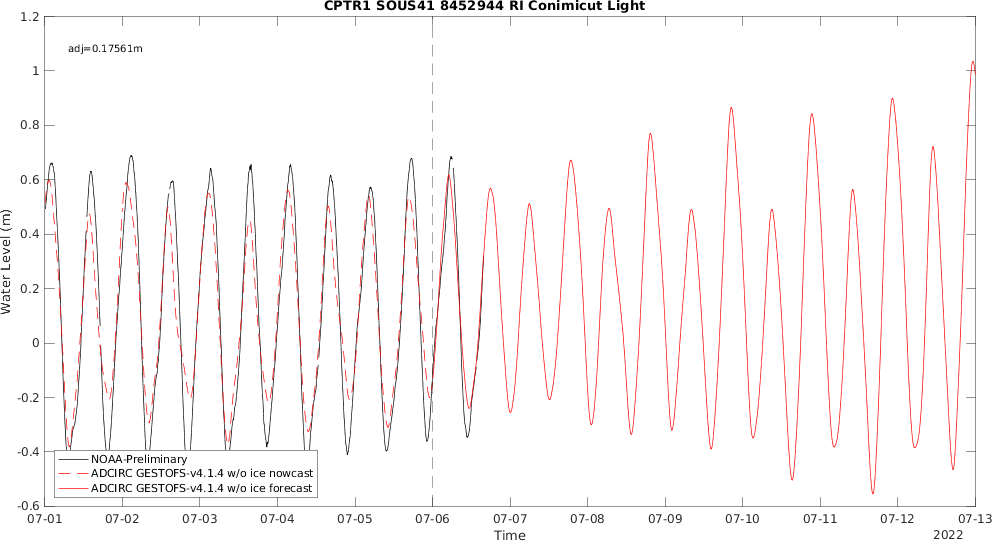 CPTR1 SOUS41 8452944 RI Conimicut Light
1.2
adj=0.17561m
1
0.8
0.6
0.4
0.2
0
-0.2
-0.4
-0.6
Water Level (m)
NOAA-Preliminary
ADCIRC GESTOFS-v4.1.4 w/o ice nowcast
ADCIRC GESTOFS-v4.1.4 w/o ice forecast
07-01 07-02 07-03 07-04 07-05 07-06 07-07 07-08 07-09 07-10 07-11 07-12 07-13
Time
2022